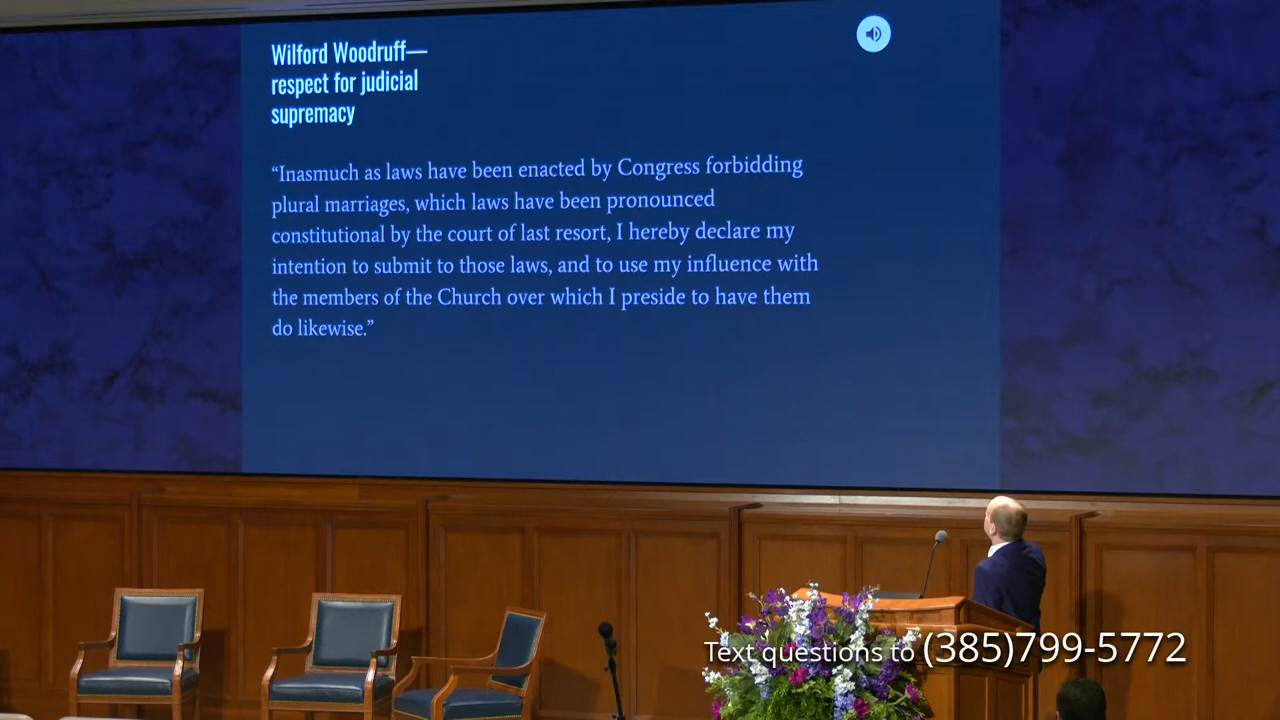 Wilford Woodruff—
respect for judicial
supremacy
“Inasmuch as laws have been enacted by Congress forbidding
plural marriages, which laws have been pronounced
constitutional by the court of last resort, I hereby declare my
intention to submit to those laws, and to use my influence with
the members of the Church over which I preside to have them
do likewise.”
Text questions to (385)799-5772